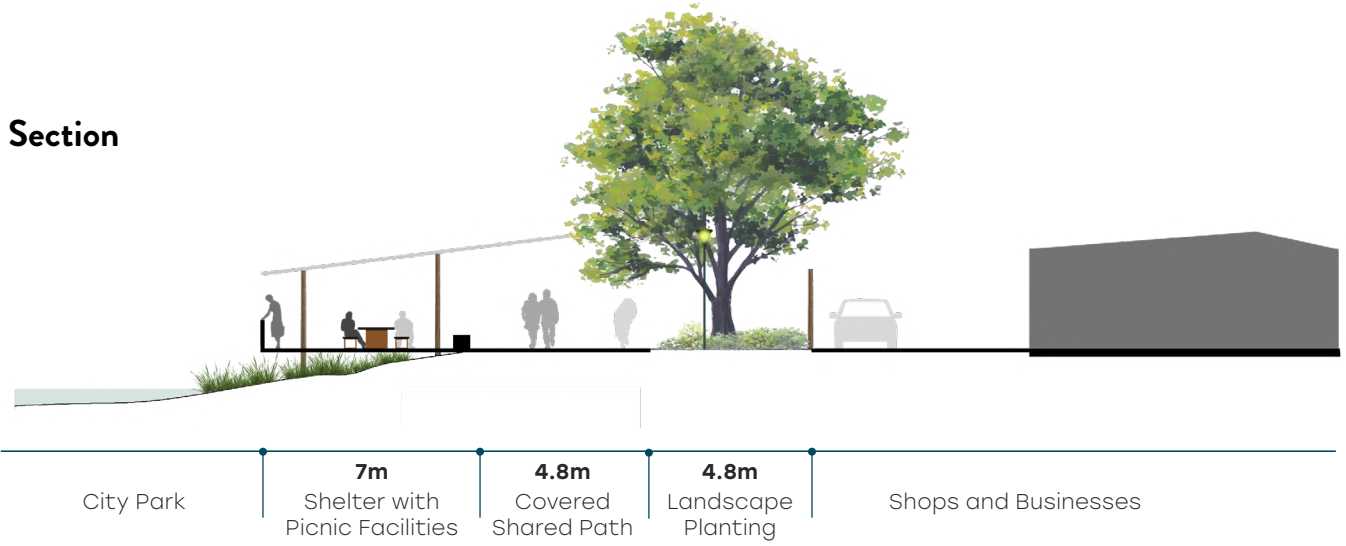 Section
City Park
7m
Shelter with
Picnic Facilities
4.8m
Covered
Shared Path
4.8m
Landscape
Planting
Shops and Businesses